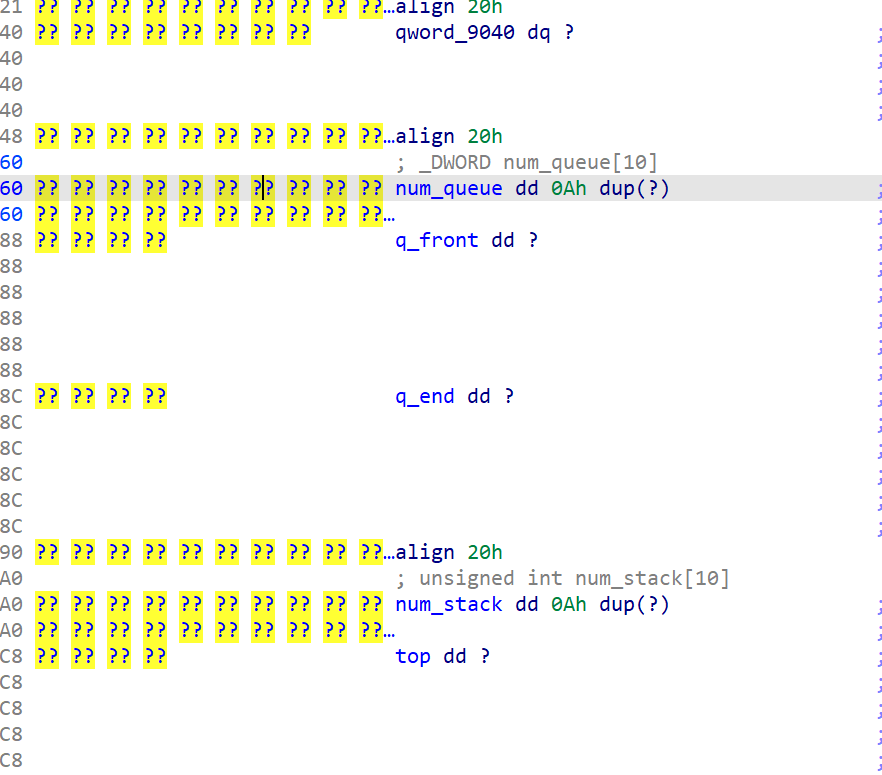 21 ?? ?? ?? ?? ?? ?? ?? ?? ?? ??…align 20h
40 ?? ?? ?? ?? ?? ?? ?? ?? qword_9040 dq ? ;
40 ;
40 ;
40 ;
48 ?? ?? ?? ?? ?? ?? ?? ?? ?? ??…align 20h
60 ; _DWORD num_queue[10]
60 ?? ?? ?? ?? ?? ?? ?? ?? ?? ?? num_queue dd 0Ah dup(?) ;
60 ?? ?? ?? ?? ?? ?? ?? ?? ?? ??… ;
88 ?? ?? ?? ?? q_front dd ? ;
88 ;
88 ;
88 ;
88 ;
88 ;
8C ?? ?? ?? ?? q_end dd ? ;
8C ;
8C ;
8C ;
8C ;
8C ;
90 ?? ?? ?? ?? ?? ?? ?? ?? ?? ??…align 20h
A0 ; unsigned int num_stack[10]
A0 ?? ?? ?? ?? ?? ?? ?? ?? ?? ?? num_stack dd 0Ah dup(?) ;
A0 ?? ?? ?? ?? ?? ?? ?? ?? ?? ??… ;
C8 ?? ?? ?? ?? top dd ? ;
C8 ;
C8 ;
C8 ;
C8 ;